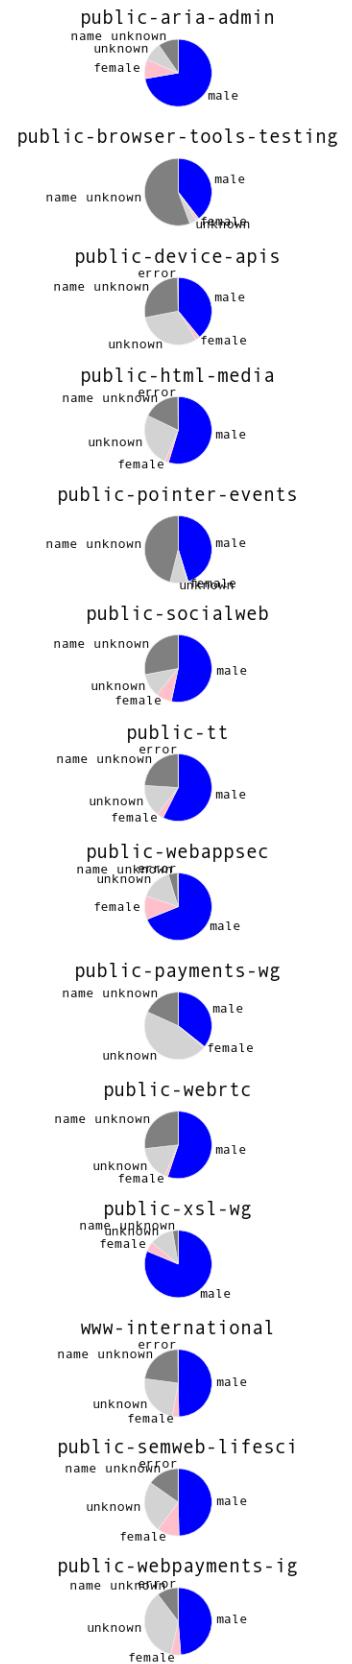 public-aria-admin
name unknown
unknown
female
male
public-browser-tools-testing
male
name unknown
female
unknown
public-device-apis
error
name unknown
male
female
unknown
public-html-media
error
name unknown
male
unknown
female
public-pointer-events
name unknown
male
female
unknown
public-socialweb
name unknown
male
unknown
female
public-tt
error
name unknown
male
unknown
female
public-webappsec
error
name unknown
unknown
female
male
public-payments-wg
name unknown
male
female
unknown
public-webrtc
name unknown
male
unknown
female
public-xsl-wg
name unknown
unknown
female
male
www-international
error
name unknown
male
unknown
female
public-semweb-lifesci
error
name unknown
male
unknown
female
public-webpayments-ig
error
name unknown
male
unknown
female